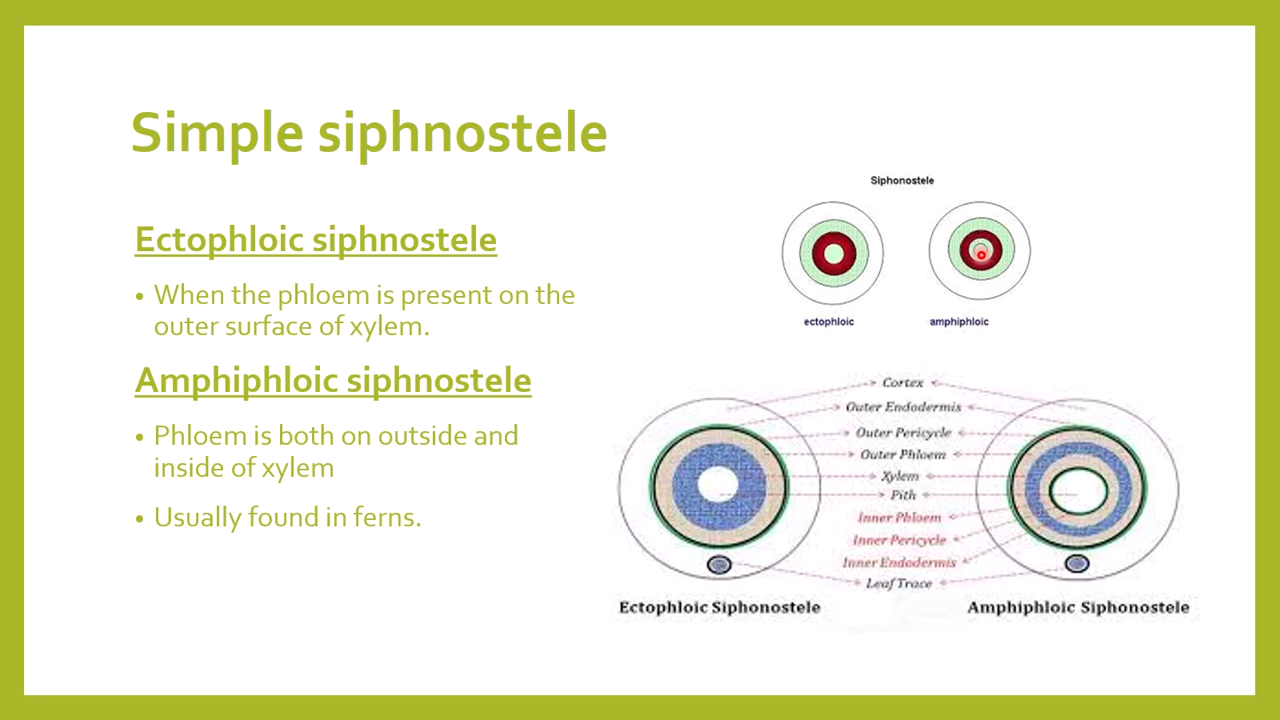 Simple siphnostele
Ectophloic siphnostele
• When the phloem is present on the
outer surface of xylem.
Amphiphloic siphnostele
• Phloem is both on outside and
inside of xylem
• Usually found in ferns.
Siphonostele
ectophloic
amphiphloic
Cortex
Outer Endodermis
Outer Pericycle
Outer Phloem
Xylem
Pith
Inner Phloem
Inner Pericycle
Inner Endodermis
Leaf Trace
Ectophloic Siphonostele
Amphiphloic Siphonostele